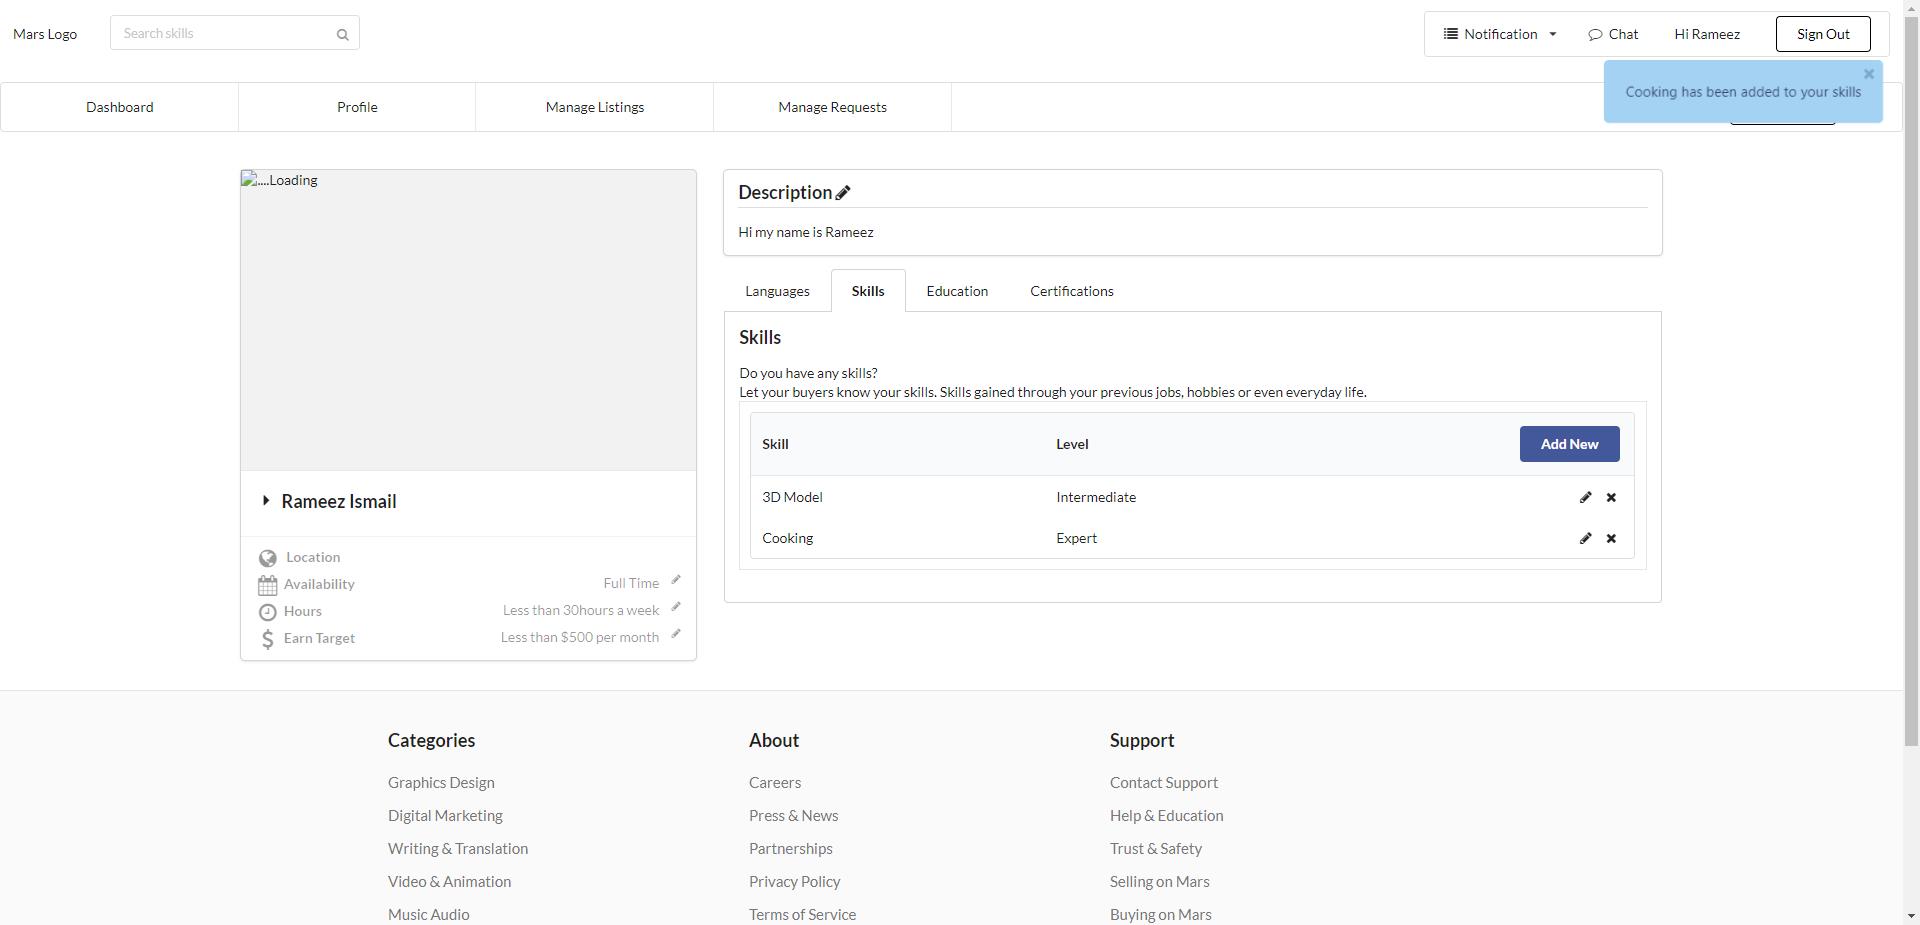 Mars Logo
Search skills
Notification
Chat
Hi Rameez
Sign Out
Cooking has been added to your skills
Dashboard
Profile
Manage Listings
Manage Requests
....Loading
Rameez Ismail
Location
Availability
Full Time
Hours
Less than 30hours a week
Earn Target
Less than $500 per month
Description
Hi my name is Rameez
Languages
Skills
Education
Certifications
Skills
Do you have any skills?
Let your buyers know your skills. Skills gained through your previous jobs, hobbies or even everyday life.
Skill
Level
Add New
3D Model
Intermediate
Cooking
Expert
Categories
Graphics Design
Digital Marketing
Writing & Translation
Video & Animation
Music Audio
About
Careers
Press & News
Partnerships
Privacy Policy
Terms of Service
Support
Contact Support
Help & Education
Trust & Safety
Selling on Mars
Buying on Mars